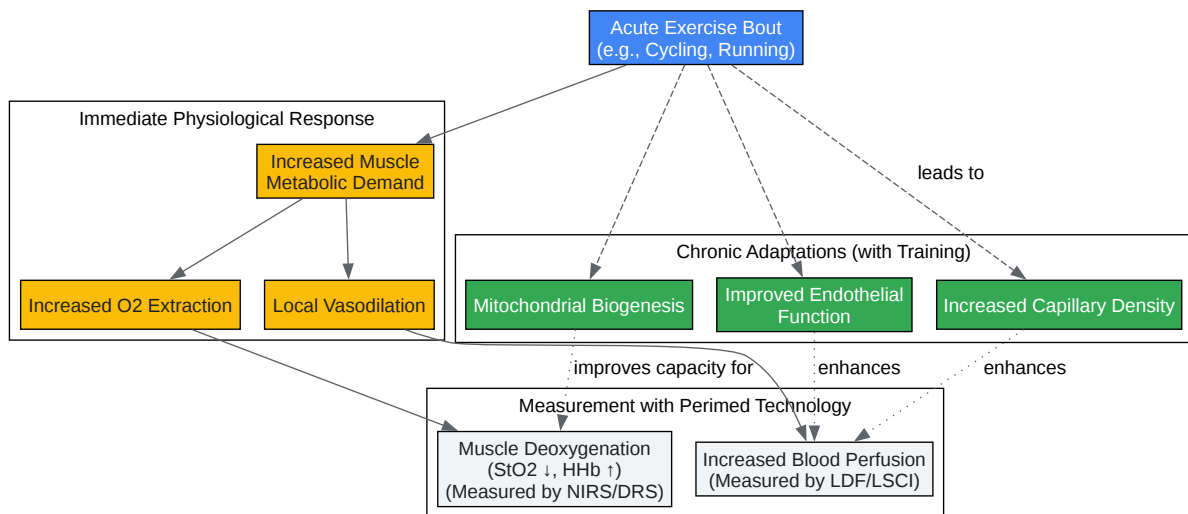 Acute Exercise Bout
(e.g., Cycling, Running)
Immediate Physiological Response
Increased Muscle
Metabolic Demand
leads to
Chronic Adaptations (with Training)
Increased O2 Extraction
Local Vasodilation
Mitochondrial Biogenesis
Improved Endothelial
Function
Increased Capillary Density
improves capacity for
enhances
enhances
Measurement with Perimed Technology
Muscle Deoxygenation
(StO2 ↓, HHb ↑)
(Measured by NIRS/DRS)
Increased Blood Perfusion
(Measured by LDF/LSCI)